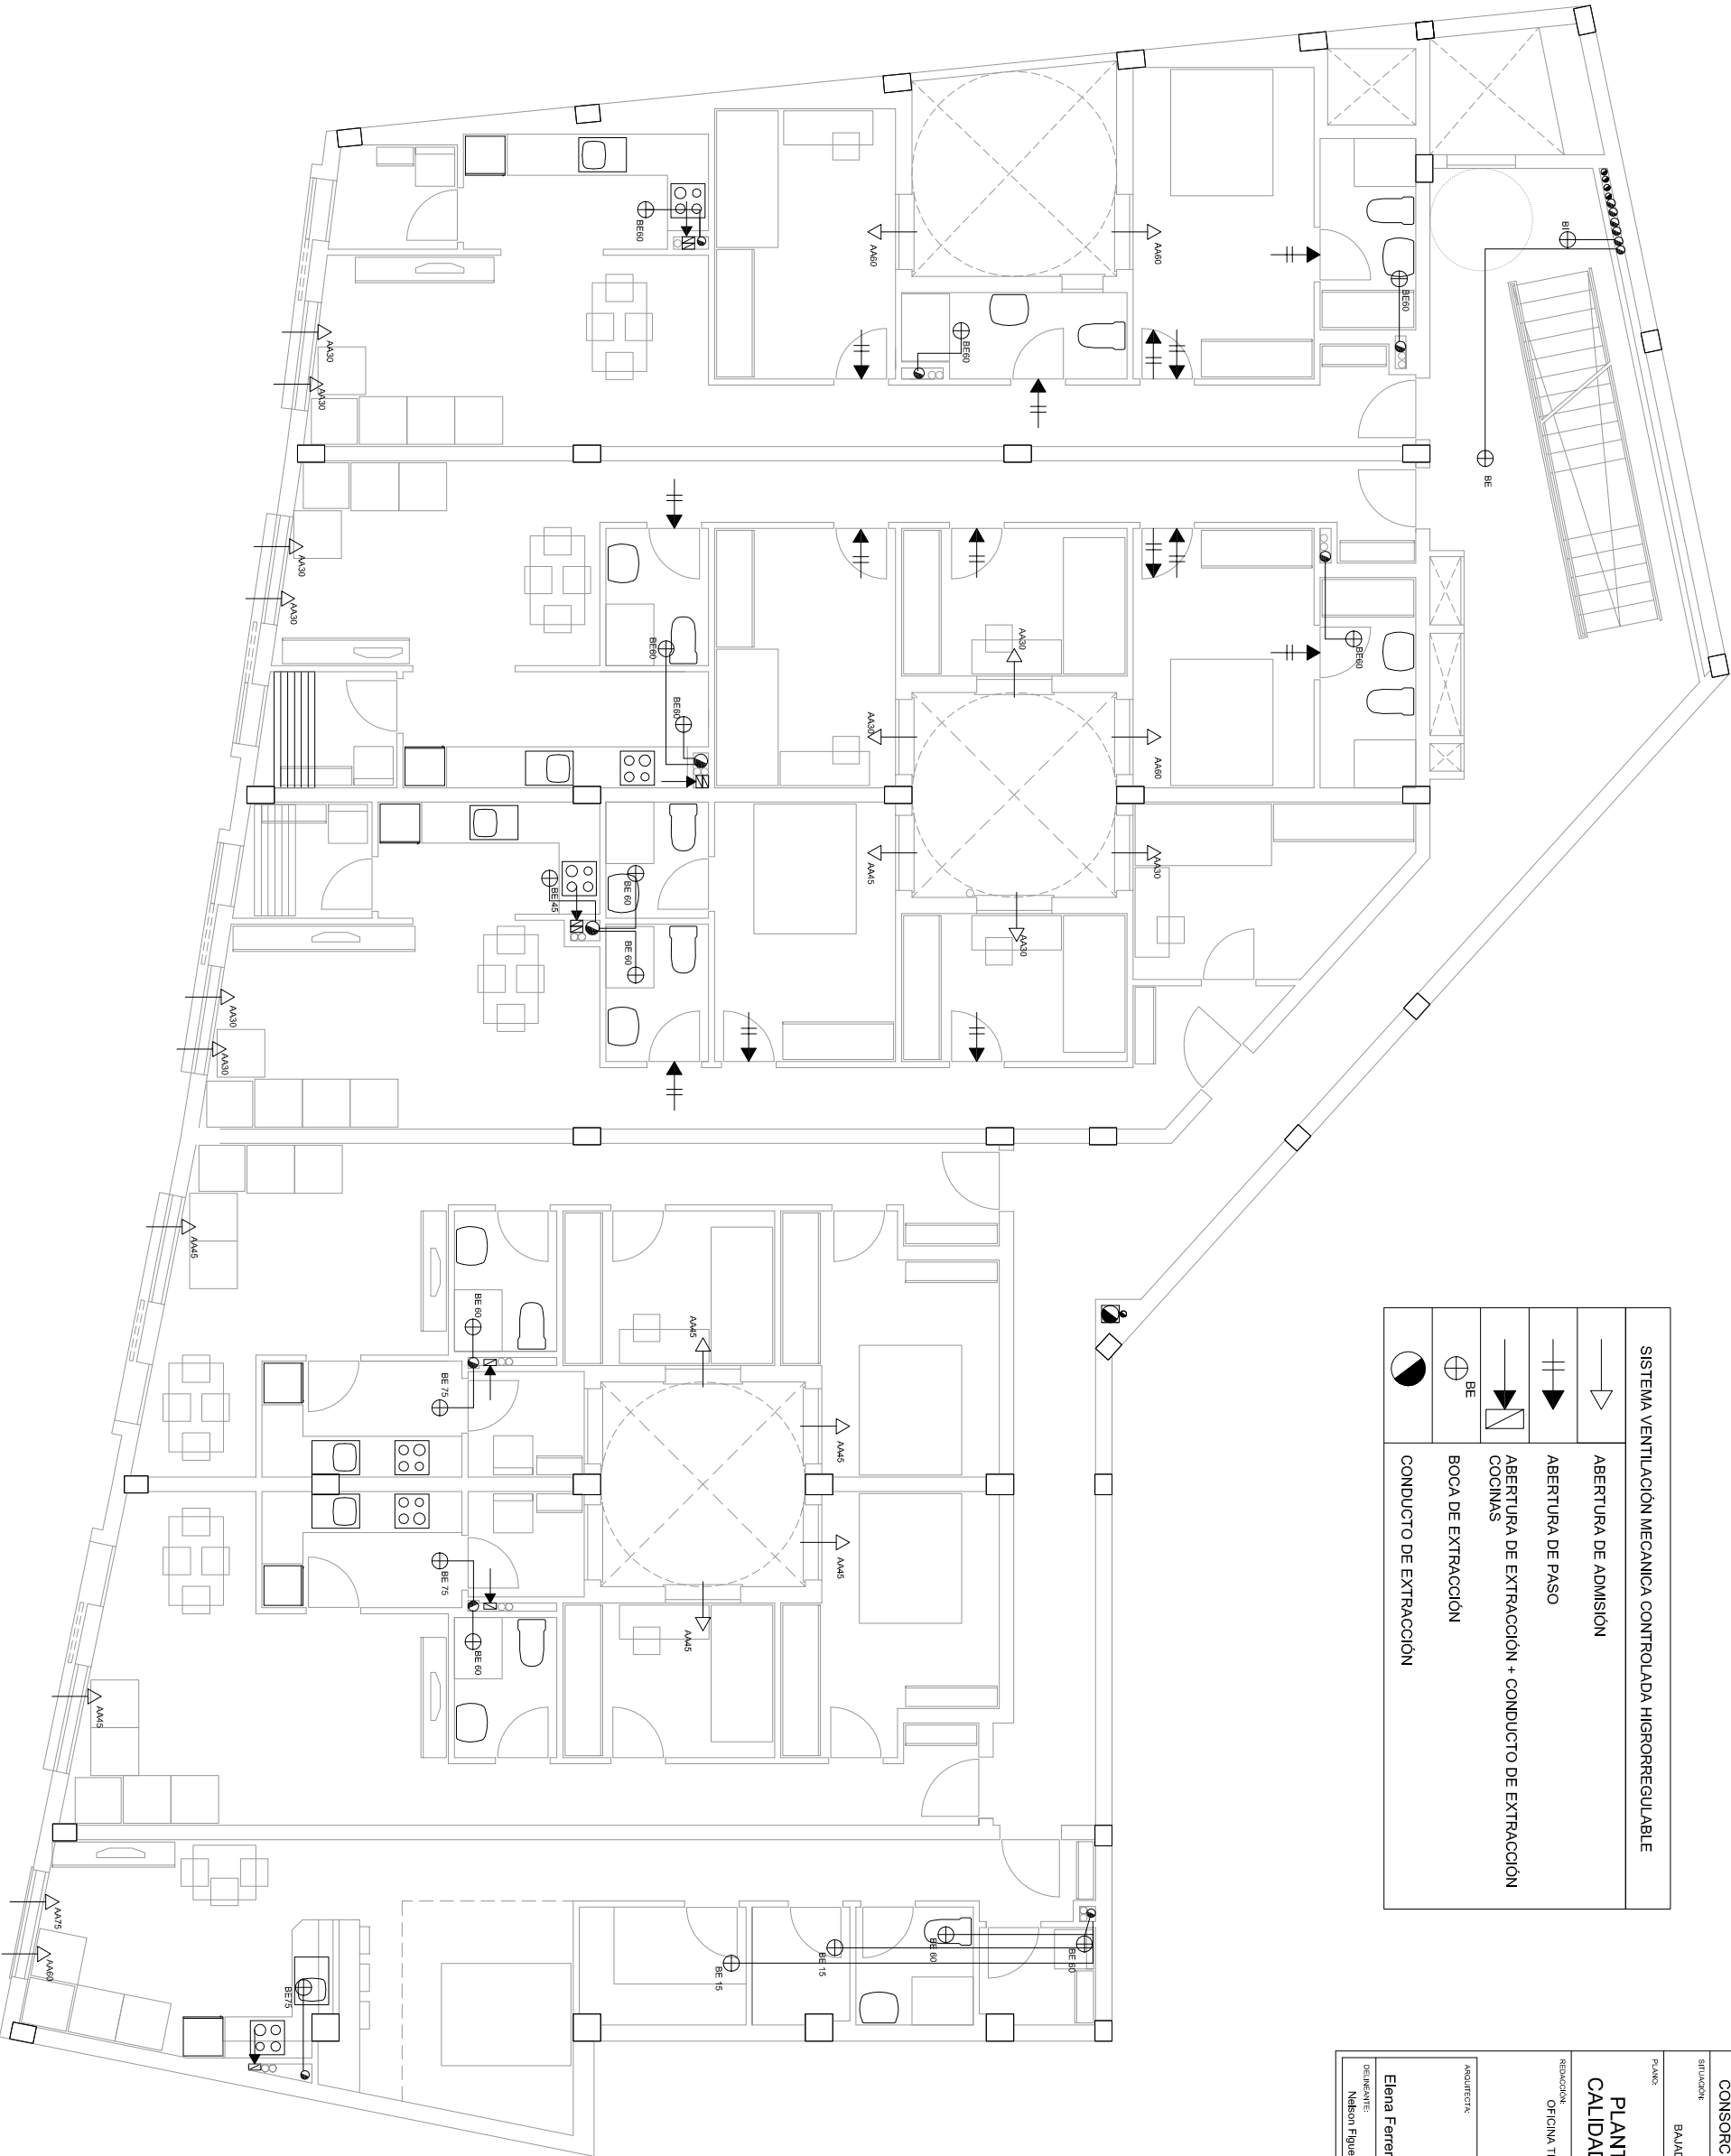 SISTEMA VENTILACIÓN MECANICA CONTROLADA HIGRORREGULABLE
ABERTURA DE ADMISIÓN
ABERTURA DE PASO
ABERTURA DE EXTRACCIÓN + CONDUCTO DE EXTRACCIÓN
COCINAS
BE
BOCA DE EXTRACCIÓN
CONDUCTO DE EXTRACCIÓN
BI
BE
BE60
AA60
AA60
BE60
BE60
AA30
AA30
AA30
AA30
BE60
BE60
BE60
AA30
AA30
AA60
AA45
AA30
AA30
BE 45
BE 60
BE 60
AA30
AA30
AA45
BE 60
BE 75
AA45
AA45
AA45
AA45
BE 75
BE 60
AA45
AA75
AA60
BE75
BE 15
BE 15
BE 60
BE 60
SITUACIÓN:
PLANO:
CALIDAD
REDACCIÓN:
OFICINA
ARQUITECTA:
Elena Ferrer
DELINEANTE:
Nelson